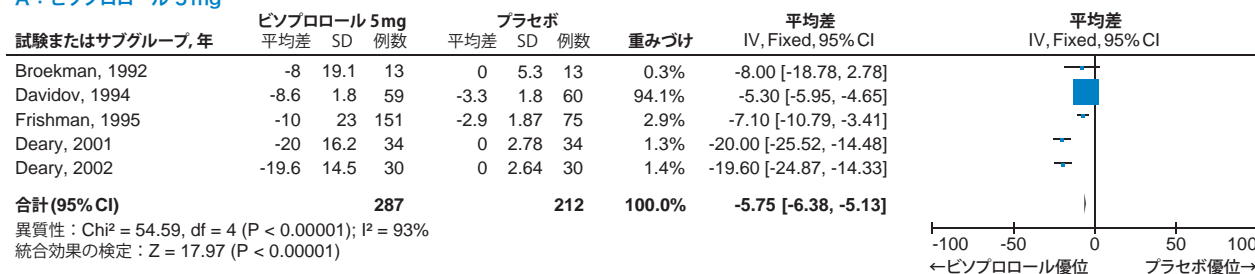 A：ビソプロロール 5mg
ビソプロロール 5mg プラセボ 平均差 平均差
試験またはサブグループ, 年 平均差 SD 例数 平均差 SD 例数 重みづけ IV, Fixed, 95% CI IV, Fixed, 95% CI
Broekman, 1992 -8 19.1 13 0 5.3 13 0.3% -8.00 [-18.78, 2.78]
Davidov, 1994 -8.6 1.8 59 -3.3 1.8 60 94.1% -5.30 [-5.95, -4.65]
Frishman, 1995 -10 23 151 -2.9 1.87 75 2.9% -7.10 [-10.79, -3.41]
Deary, 2001 -20 16.2 34 0 2.78 34 1.3% -20.00 [-25.52, -14.48]
Deary, 2002 -19.6 14.5 30 0 2.64 30 1.4% -19.60 [-24.87, -14.33]
合計(95% CI) 287 212 100.0% -5.75 [-6.38, -5.13]
異質性：Chi² = 54.59, df = 4 (P < 0.00001); I² = 93%
統合効果の検定：Z = 17.97 (P < 0.00001)
-100 -50 0 50 100
←ビソプロロール優位 プラセボ優位→